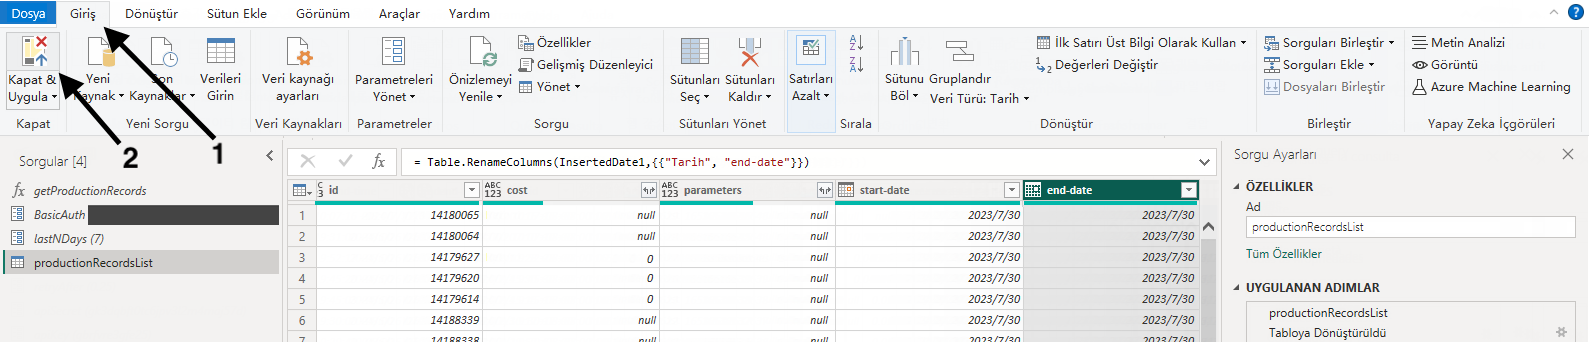 Dosya Giriş Dönüştür Sütun Ekle Görünüm Araçlar Yardım
Kapat & Uygula
Yeni Kaynak
Son Kaynaklar
Verileri Girin
Veri kaynağı ayarları
Parametreleri Yönet
Önizlemeyi Yenile
Özellikler
Gelişmiş Düzenleyici
Yönet
Sütunları Seç
Sütunları Kaldır
Satırları Azalt
A Z
Z A
Sütunu Böl
Gruplandır
Veri Türü: Tarih
İlk Satırı Üst Bilgi Olarak Kullan
1 2 Değerleri Değiştir
Sorguları Birleştir
Sorguları Ekle
Dosyaları Birleştir
Metin Analizi
Görüntü
Azure Machine Learning
Kapat Yeni Sorgu Veri Kaynakları Parametreler Sorgu Sütunları Yönet Sırala Dönüştür Birleştir Yapay Zeka İçgörüleri
2 1
Sorgular [4]
fx getProductionRecords
BasicAuth
lastNDays (7)
productionRecordsList
fx = Table.RenameColumns(InsertedDate1,{{"Tarih", "end-date"}})
id ABC 123 cost ABC 123 parameters start-date end-date
1 14180065 null null 2023/7/30 2023/7/30
2 14180064 null null 2023/7/30 2023/7/30
3 14179627 0 null 2023/7/30 2023/7/30
4 14179620 0 null 2023/7/30 2023/7/30
5 14179614 0 null 2023/7/30 2023/7/30
6 14188339 null null 2023/7/30 2023/7/30
7 14188338 null null 2023/7/30 2023/7/30
Sorgu Ayarları
ÖZELLİKLER
Ad
productionRecordsList
Tüm Özellikler
UYGULANAN ADIMLAR
productionRecordsList
Tabloya Dönüştürüldü